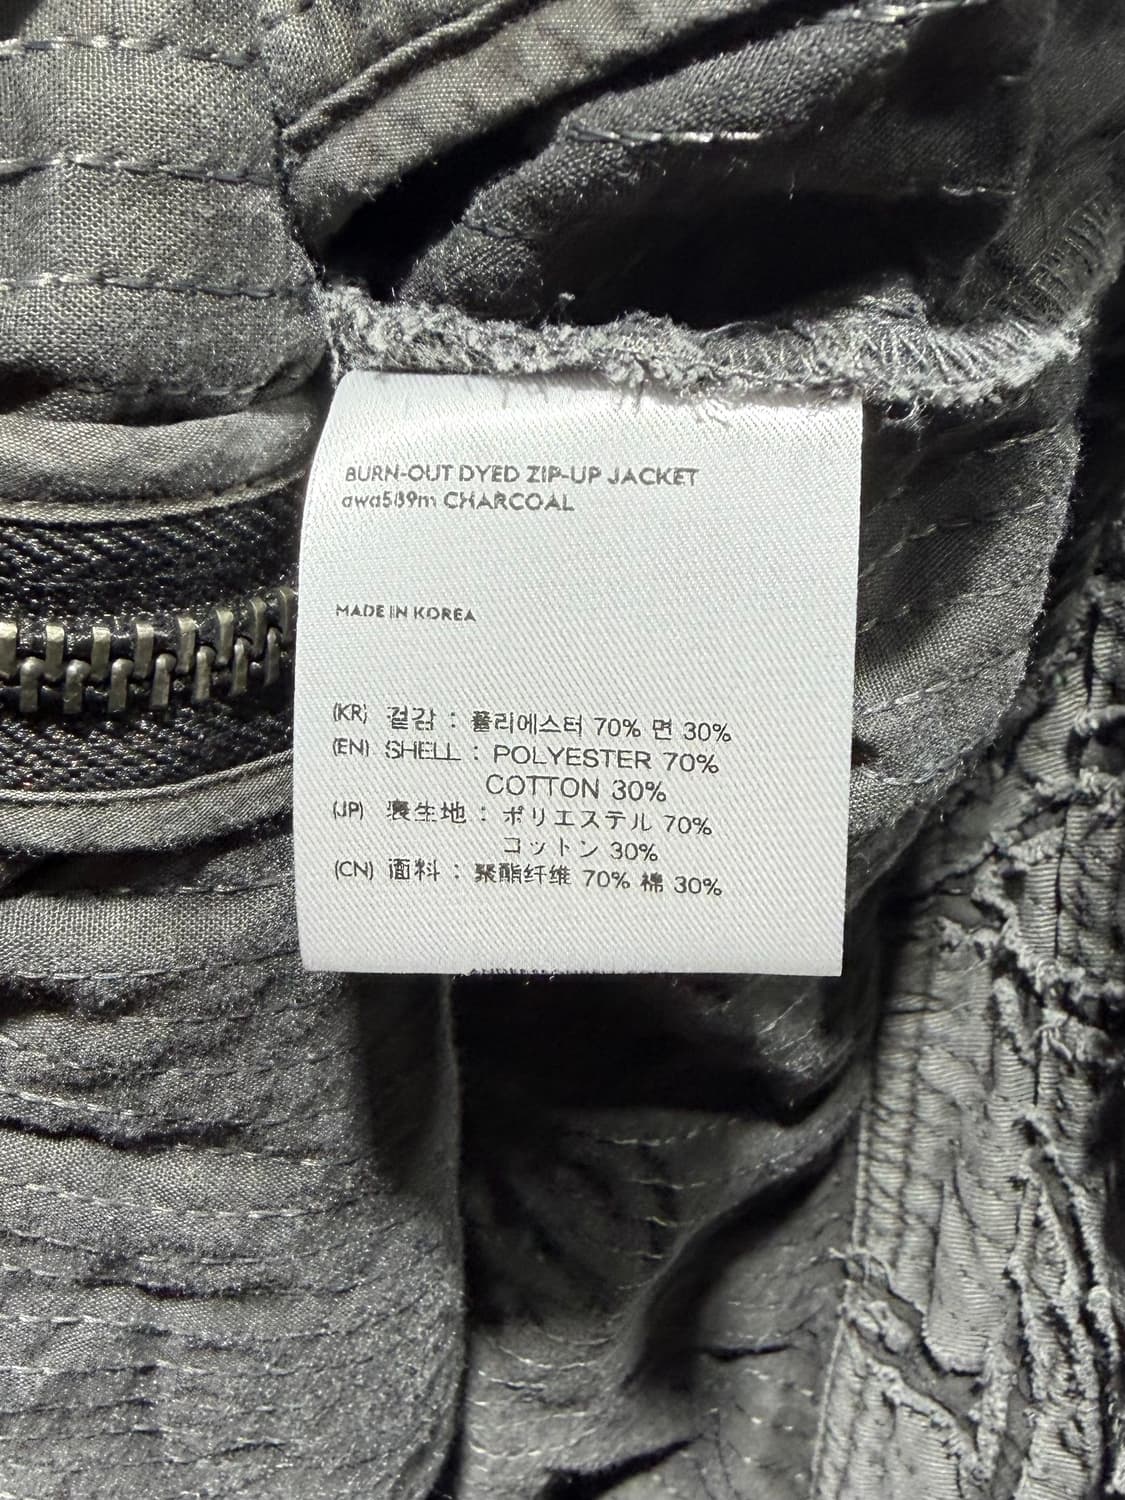 BURN-OUT DYED ZIP-UP JACKET
awa589m CHARCOAL
MADE IN KOREA
(KR) 겉감 : 폴리에스터 70% 면 30%
(EN) SHELL : POLYESTER 70%
COTTON 30%
(JP) 表生地 : ポリエステル 70%
コットン 30%
(CN) 面料 : 聚酯纤维 70% 棉 30%